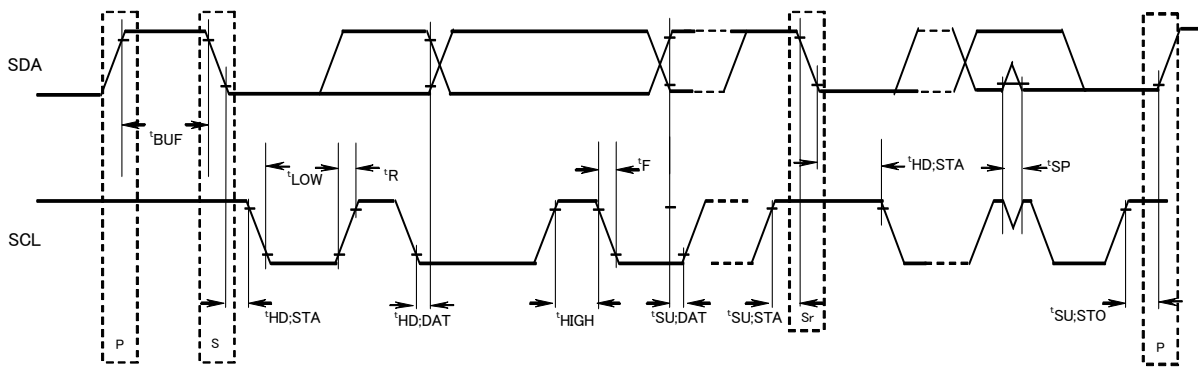 SDA
tBUF
tLOW
tR
tF
tHD;STA
tSP
SCL
tHD;STA
tHD;DAT
tHIGH
tSU;DAT
tSU;STA
Sr
tSU;STO
P
S
P